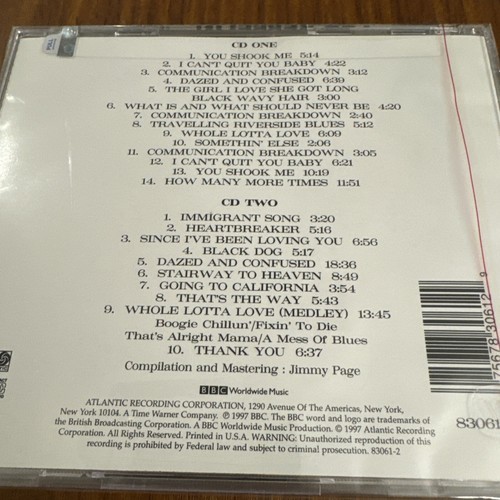 CD ONE
1. YOU SHOOK ME 5:14
2. I CAN'T QUIT YOU BABY 4:22
3. COMMUNICATION BREAKDOWN 3:12
4. DAZED AND CONFUSED 6:39
5. THE GIRL I LOVE SHE GOT LONG
BLACK WAVY HAIR 3:00
6. WHAT IS AND WHAT SHOULD NEVER BE 4:20
7. COMMUNICATION BREAKDOWN 2:40
8. TRAVELLING RIVERSIDE BLUES 5:12
9. WHOLE LOTTA LOVE 6:09
10. SOMETHIN' ELSE 2:06
11. COMMUNICATION BREAKDOWN 3:05
12. I CAN'T QUIT YOU BABY 6:21
13. YOU SHOOK ME 10:19
14. HOW MANY MORE TIMES 11:51
CD TWO
1. IMMIGRANT SONG 3:20
2. HEARTBREAKER 5:16
3. SINCE I'VE BEEN LOVING YOU 6:56
4. BLACK DOG 5:17
5. DAZED AND CONFUSED 18:36
6. STAIRWAY TO HEAVEN 8:49
7. GOING TO CALIFORNIA 3:54
8. THAT'S THE WAY 5:43
9. WHOLE LOTTA LOVE (MEDLEY) 13:45
Boogie Chillun'/Fixin' To Die
That's Alright Mama/A Mess Of Blues
10. THANK YOU 6:37
Compilation and Mastering : Jimmy Page
BBC Worldwide Music
ATLANTIC RECORDING CORPORATION, 1290 Avenue Of The Americas, New York,
New York 10104. A Time Warner Company. ℗ 1997 BBC. The BBC word and logo are trademarks of
the British Broadcasting Corporation. A BBC Worldwide Music Production. © 1997 Atlantic Recording
Corporation. All Rights Reserved. Printed in U.S.A. WARNING: Unauthorized reproduction of this
recording is prohibited by Federal law and subject to criminal prosecution. 83061-2
75678 30612 9
83061